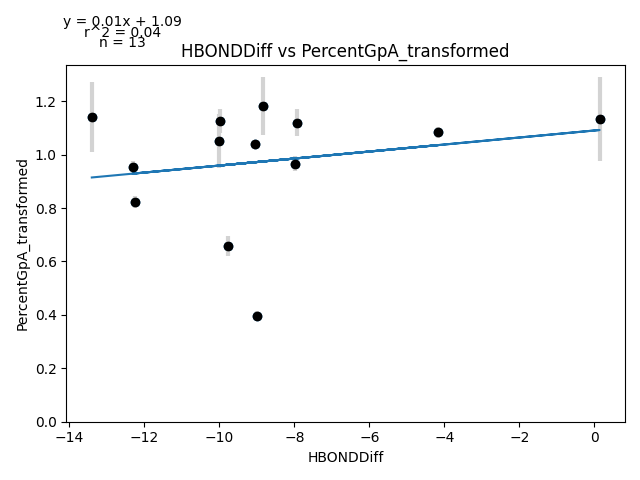 y = 0.01x + 1.09
r^2 = 0.04
n = 13
HBONDDiff vs PercentGpA_transformed
PercentGpA_transformed
1.2
1.0
0.8
0.6
0.4
0.2
0.0
−14 −12 −10 −8 −6 −4 −2 0
HBONDDiff